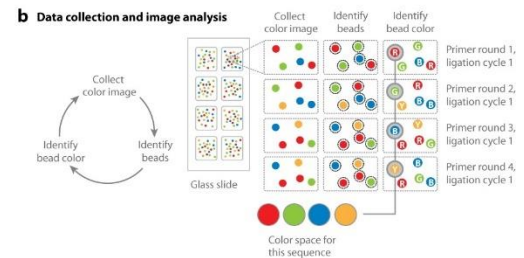 b Data collection and image analysis
Collect
color image
Identify
beads
Identify
bead color
Collect
color image
Identify
bead color
Identify
beads
Glass slide
R G G B R
Primer round 1,
ligation cycle 1
G B Y B
Primer round 2,
ligation cycle 1
B Y R R G
Primer round 3,
ligation cycle 1
Y B R G B
Primer round 4,
ligation cycle 1
Color space for
this sequence